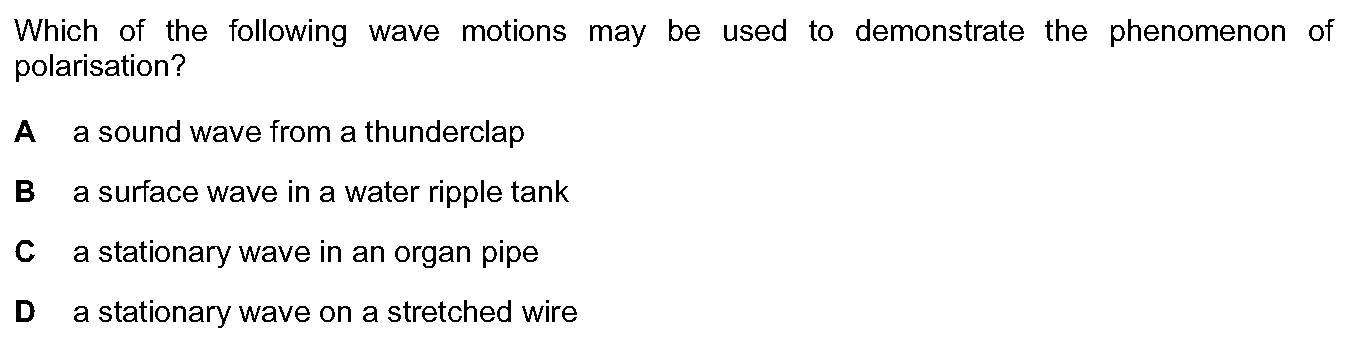 Which of the following wave motions may be used to demonstrate the phenomenon of
polarisation?
A a sound wave from a thunderclap
B a surface wave in a water ripple tank
C a stationary wave in an organ pipe
D a stationary wave on a stretched wire